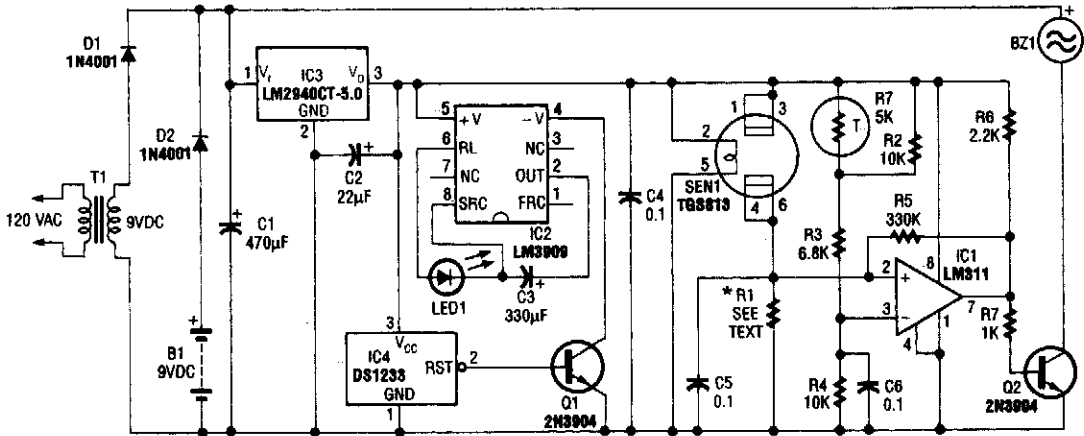 D1
1N4001
D2
1N4001
T1
120 VAC
9VDC
B1
9VDC
+
C1
470µF
+
1
VI
IC3
VO
3
LM2940CT-5.0
GND
2
C2
22µF
+
5
+V
−V
4
6
RL
NC
3
7
NC
OUT
2
8
SRC
FRC
1
IC2
LM3909
LED1
C3
330µF
+
3
VCC
IC4
DS1233
RST
2
GND
1
Q1
2N3904
C4
0.1
1
3
2
5
SEN1
TGS813
4
6
* R1
SEE
TEXT
C5
0.1
T
R7
5K
R2
10K
R3
6.8K
R4
10K
C6
0.1
R5
330K
R6
2.2K
IC1
LM311
2
+
8
3
−
7
4
1
R7
1K
Q2
2N3904
BZ1
+